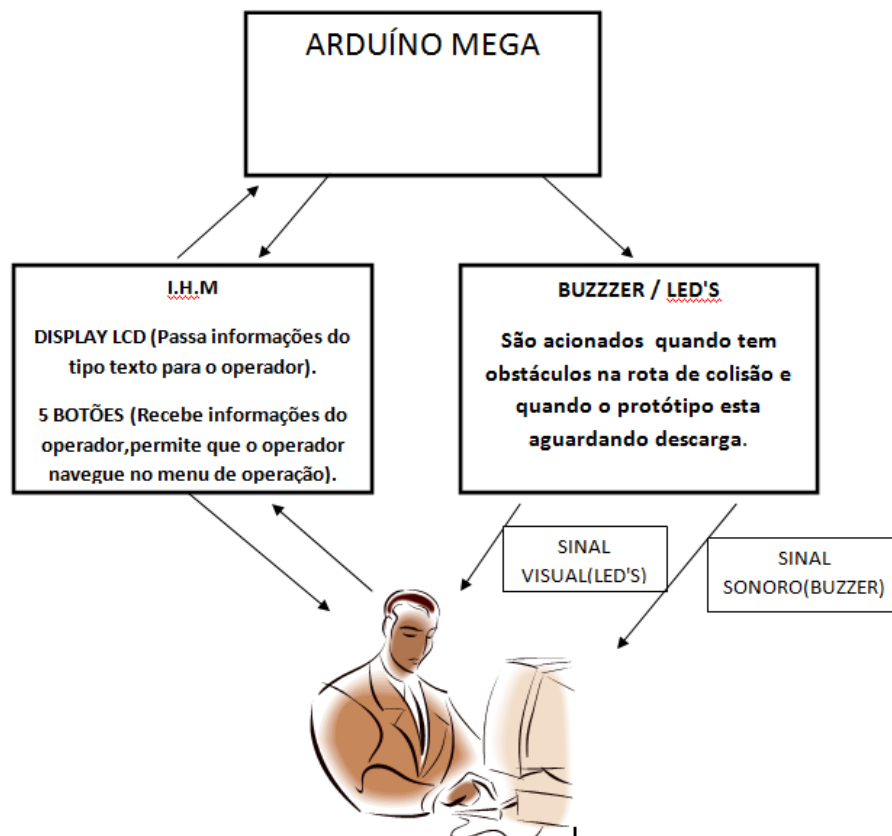 ARDUÍNO MEGA
I.H.M
DISPLAY LCD (Passa informações do
tipo texto para o operador).
5 BOTÕES (Recebe informações do
operador,permite que o operador
navegue no menu de operação).
BUZZZER / LED'S
São acionados quando tem
obstáculos na rota de colisão e
quando o protótipo esta
aguardando descarga.
SINAL
VISUAL(LED'S)
SINAL
SONORO(BUZZER)